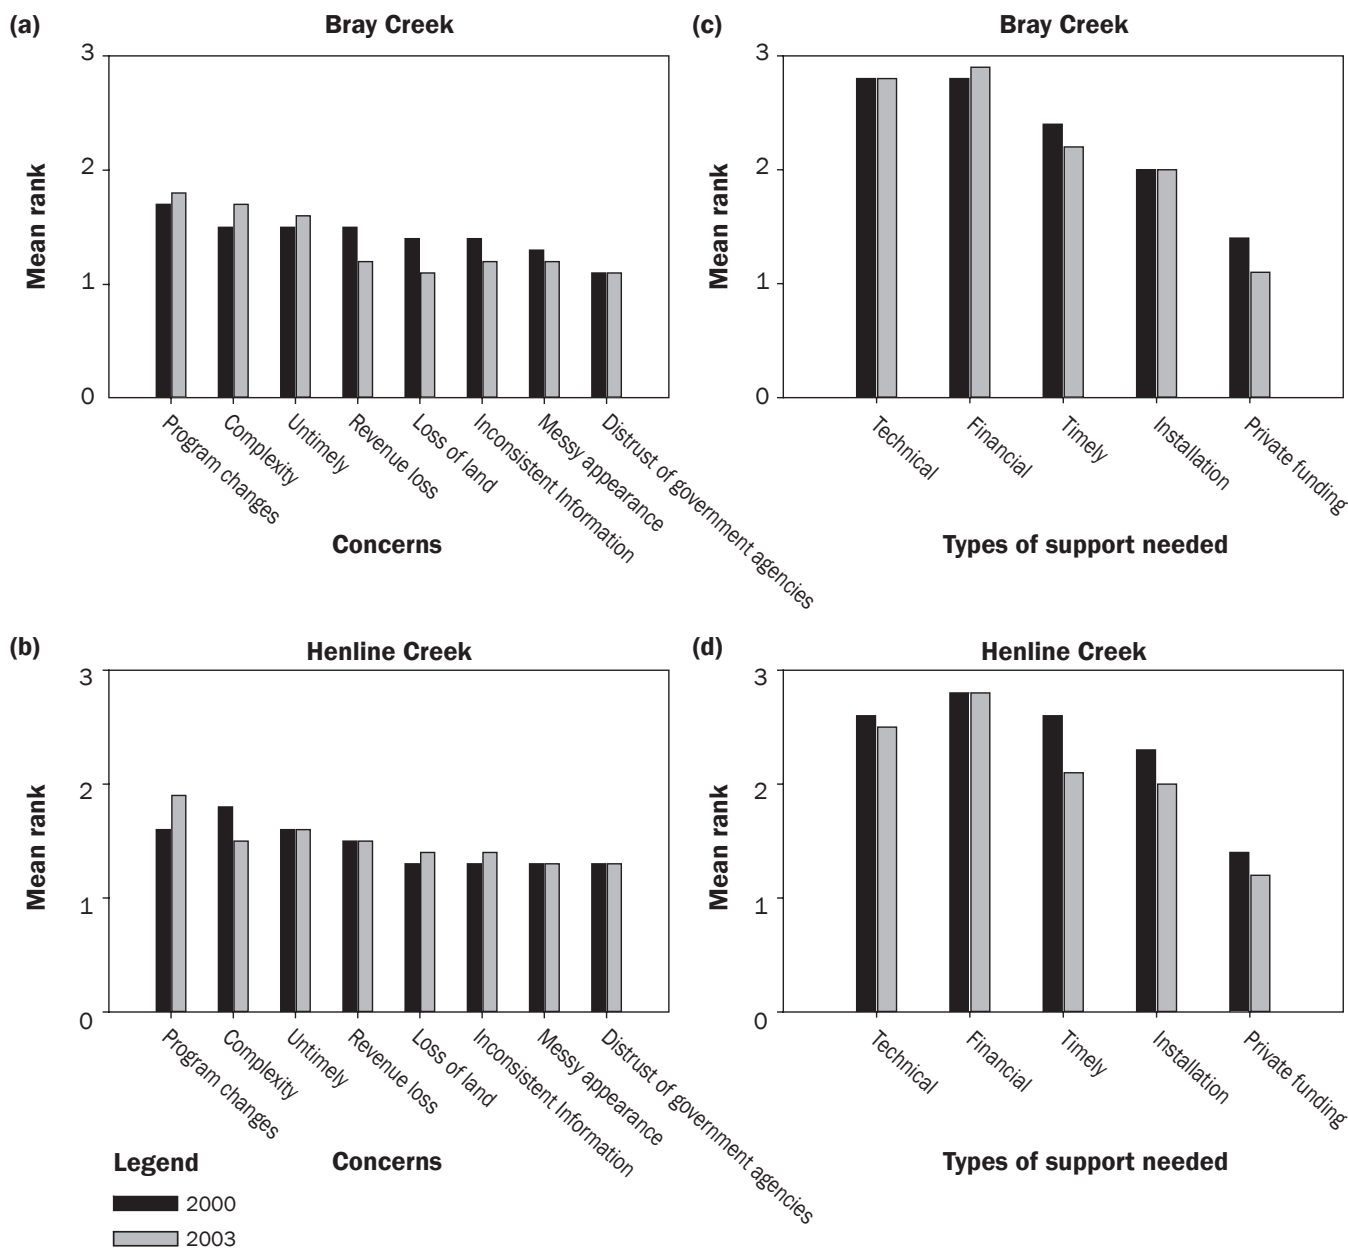 (a)
Bray Creek
Mean rank
3
2
1
0
Program changes
Complexity
Untimely
Revenue loss
Loss of land
Inconsistent Information
Messy appearance
Distrust of government agencies
Concerns
(c)
Bray Creek
Mean rank
3
2
1
0
Technical
Financial
Timely
Installation
Private funding
Types of support needed
(b)
Henline Creek
Mean rank
3
2
1
0
Program changes
Complexity
Untimely
Revenue loss
Loss of land
Inconsistent Information
Messy appearance
Distrust of government agencies
Concerns
(d)
Henline Creek
Mean rank
3
2
1
0
Technical
Financial
Timely
Installation
Private funding
Types of support needed
Legend
2000
2003